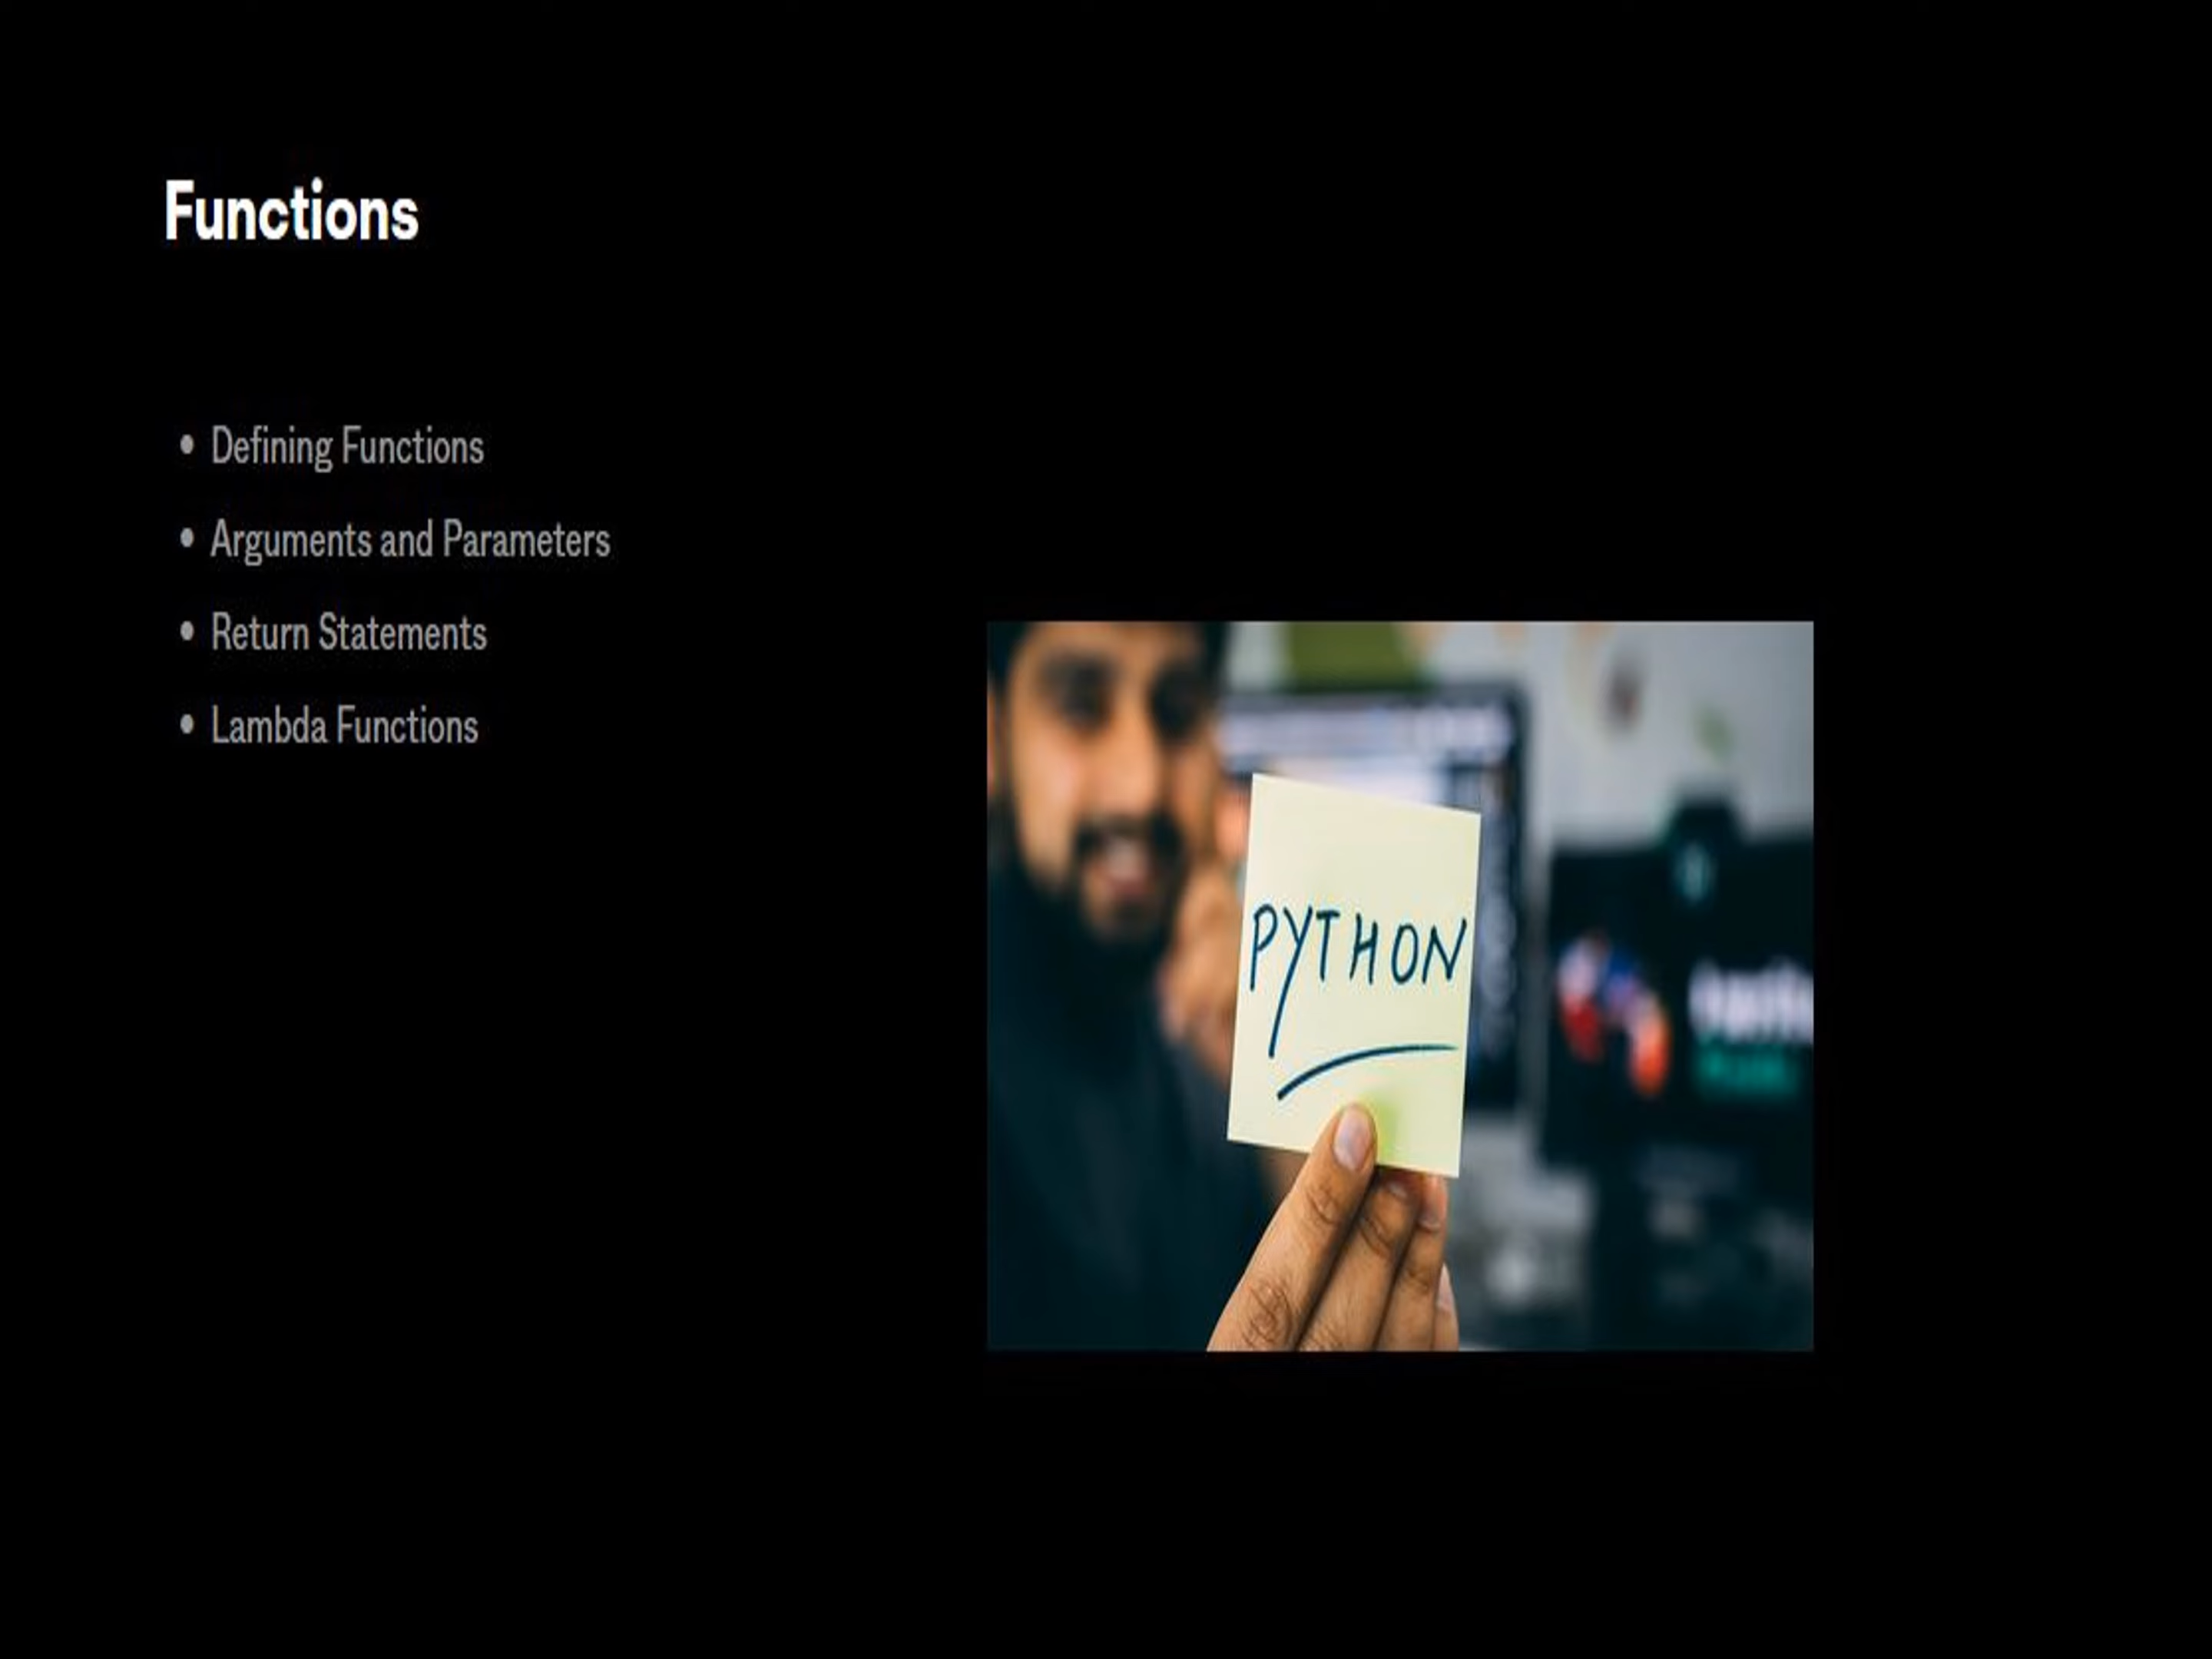 Functions
Defining Functions
Arguments and Parameters
Return Statements
Lambda Functions
PYTHON